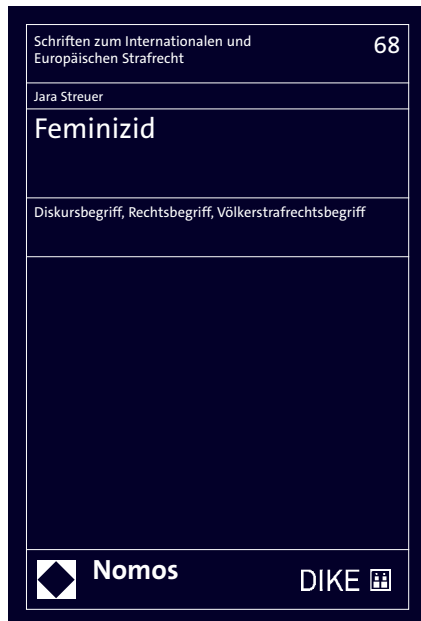 Schriften zum Internationalen und
Europäischen Strafrecht
68
Jara Streuer
Feminizid
Diskursbegriff, Rechtsbegriff, Völkerstrafrechtsbegriff
Nomos
DIKE